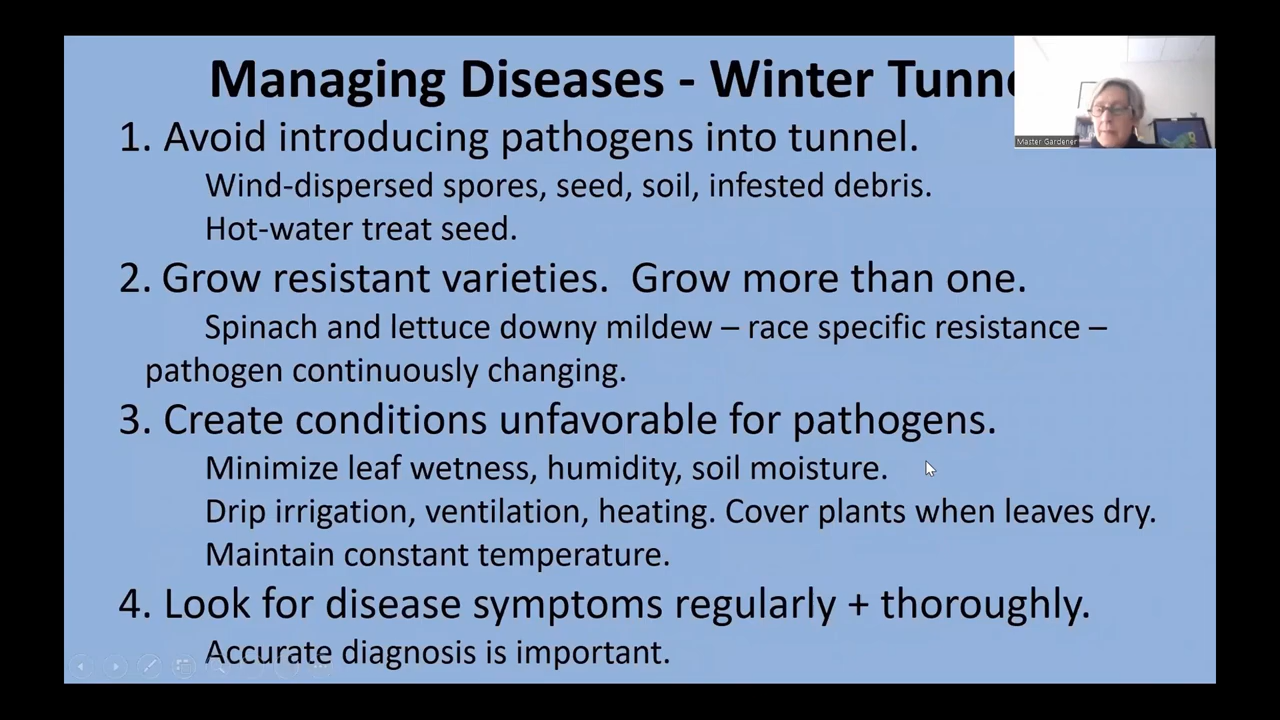 Managing Diseases - Winter
Master Gardener
1. Avoid introducing pathogens into tunnel.
Wind-dispersed spores, seed, soil, infested debris.
Hot-water treat seed.
2. Grow resistant varieties. Grow more than one.
Spinach and lettuce downy mildew – race specific resistance –
pathogen continuously changing.
3. Create conditions unfavorable for pathogens.
Minimize leaf wetness, humidity, soil moisture.
Drip irrigation, ventilation, heating. Cover plants when leaves dry.
Maintain constant temperature.
4. Look for disease symptoms regularly + thoroughly.
Accurate diagnosis is important.